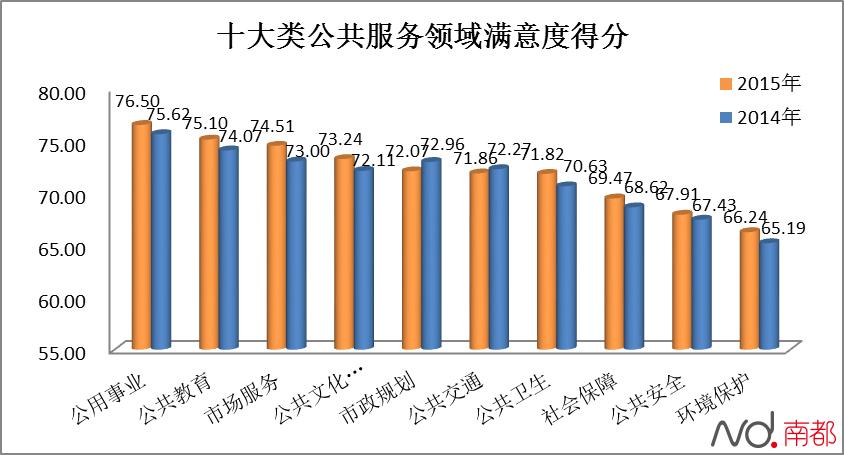 十大类公共服务领域满意度得分
2015年
2014年
80.00
75.00
70.00
65.00
60.00
55.00
76.50
75.62
75.10
74.07
74.51
73.00
73.24
72.11
72.07
72.96
71.86
72.27
71.82
70.63
69.47
68.62
67.91
67.43
66.24
65.19
公用事业
公共教育
市场服务
公共文化…
市政规划
公共交通
公共卫生
社会保障
公共安全
环境保护
Nd.南都